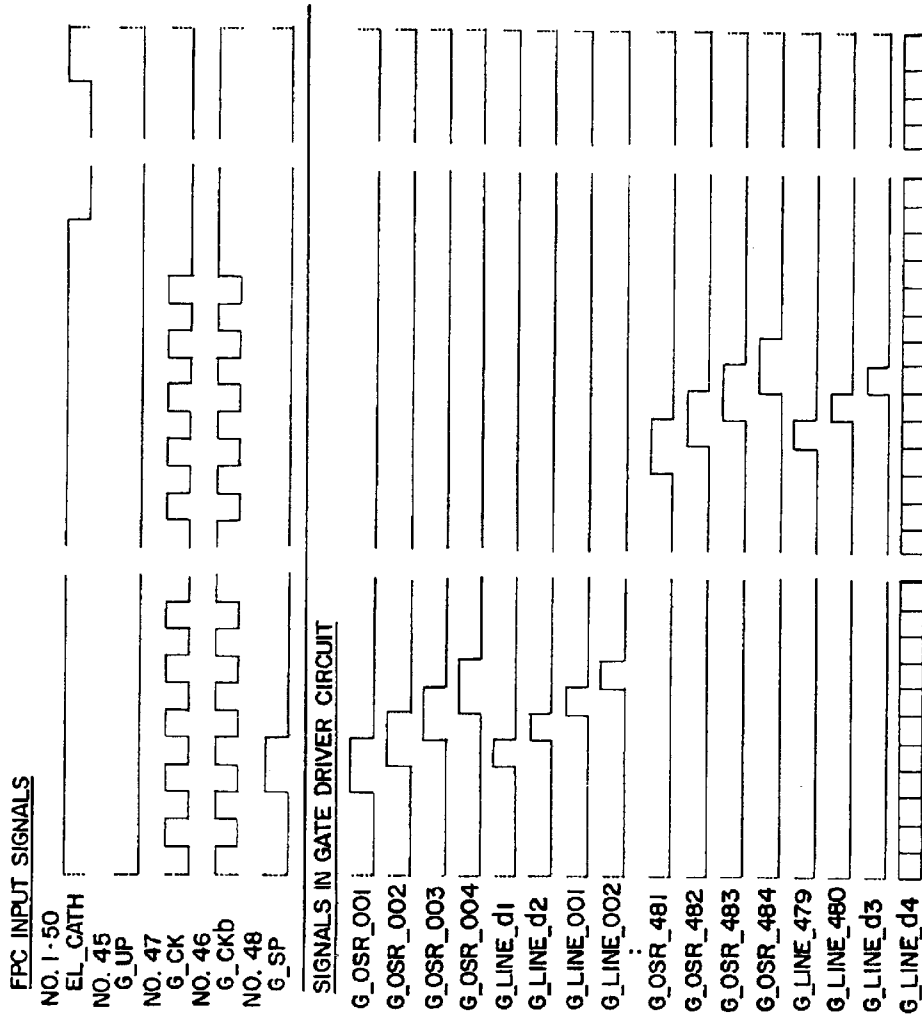 FPC INPUT SIGNALS
NO. 1-50
EL_CATH
NO. 45
G_UP
NO. 47
G_CK
NO. 46
G_CKb
NO. 48
G_SP
SIGNALS IN GATE DRIVER CIRCUIT
G_OSR_001
G_OSR_002
G_OSR_003
G_OSR_004
G_LINE_d1
G_LINE_d2
G_LINE_001
G_LINE_002
:
G_OSR_481
G_OSR_482
G_OSR_483
G_OSR_484
G_LINE_479
G_LINE_480
G_LINE_d3
G_LINE_d4